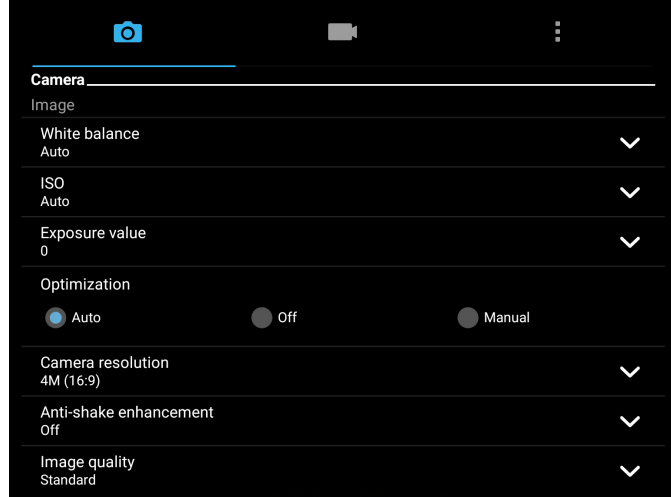 Camera
Image
White balance
Auto
ISO
Auto
Exposure value
0
Optimization
Auto Off Manual
Camera resolution
4M (16:9)
Anti-shake enhancement
Off
Image quality
Standard